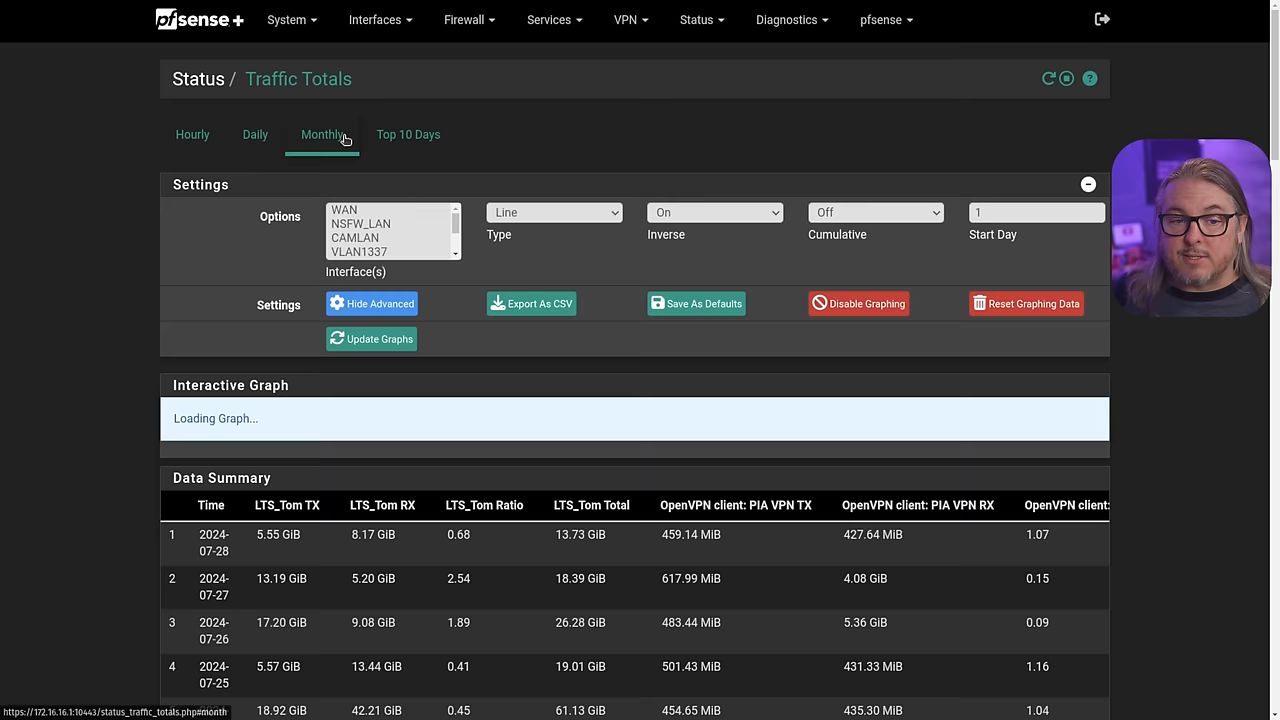 pfsense+ System Interfaces Firewall Services VPN Status Diagnostics pfsense
Status / Traffic Totals
Hourly Daily Monthly Top 10 Days
Settings
Options
WAN
NSFW_LAN
CAMLAN
VLAN1337
Line On Off 1
Type Inverse Cumulative Start Day
Interface(s)
Settings Hide Advanced Export As CSV Save As Defaults Disable Graphing Reset Graphing Data
Update Graphs
Interactive Graph
Loading Graph...
Data Summary
Time LTS_Tom TX LTS_Tom RX LTS_Tom Ratio LTS_Tom Total OpenVPN client: PIA VPN TX OpenVPN client: PIA VPN RX OpenVPN client:
1 2024-07-28 5.55 GiB 8.17 GiB 0.68 13.73 GiB 459.14 MiB 427.64 MiB 1.07
2 2024-07-27 13.19 GiB 5.20 GiB 2.54 18.39 GiB 617.99 MiB 4.08 GiB 0.15
3 2024-07-26 17.20 GiB 9.08 GiB 1.89 26.28 GiB 483.44 MiB 5.36 GiB 0.09
4 2024-07-25 5.57 GiB 13.44 GiB 0.41 19.01 GiB 501.43 MiB 431.33 MiB 1.16
18.92 GiB 42.21 GiB 0.45 61.13 GiB 454.65 MiB 435.30 MiB 1.04